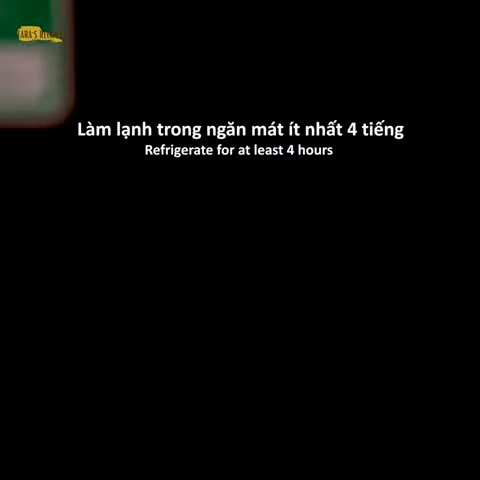 Làm lạnh trong ngăn mát ít nhất 4 tiếng
Refrigerate for at least 4 hours